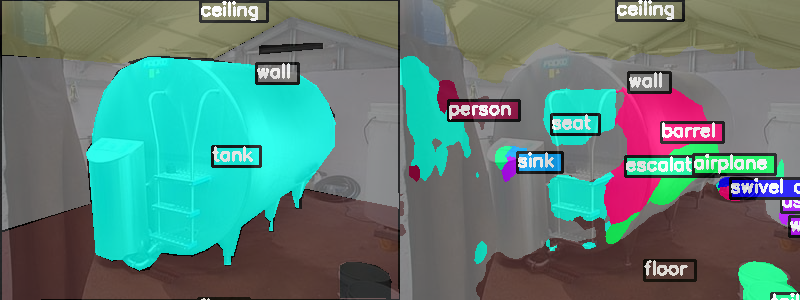 ceiling
wall
tank
ceiling
wall
person
seat
barrel
sink
escalat
airplane
swivel
floor